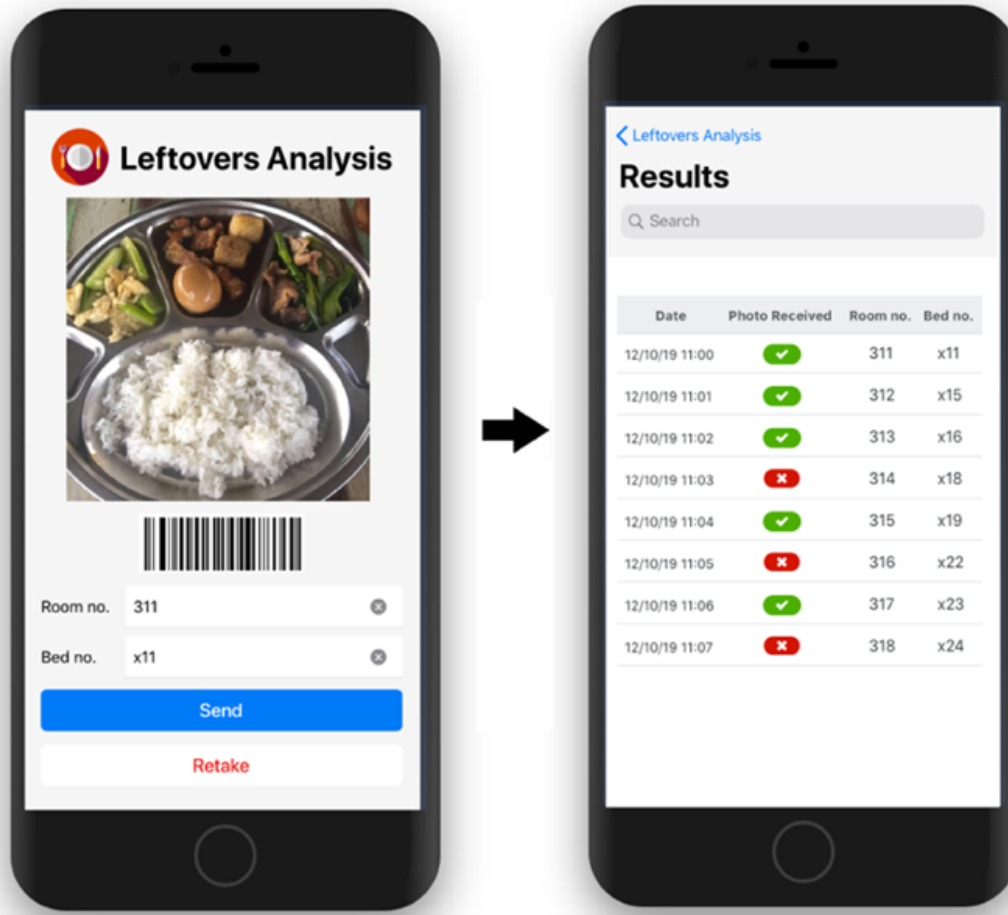 Leftovers Analysis
Room no. 311
Bed no. x11
Send
Retake
Leftovers Analysis
Results
Search
Date Photo Received Room no. Bed no.
12/10/19 11:00 311 x11
12/10/19 11:01 312 x15
12/10/19 11:02 313 x16
12/10/19 11:03 314 x18
12/10/19 11:04 315 x19
12/10/19 11:05 316 x22
12/10/19 11:06 317 x23
12/10/19 11:07 318 x24